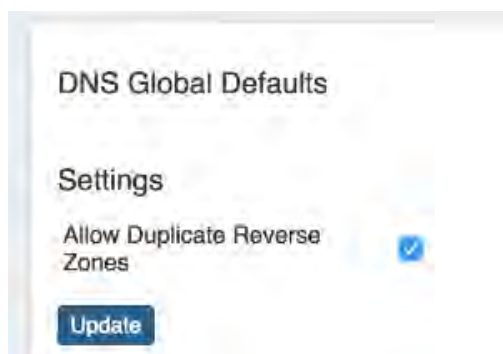 DNS Global Defaults
Settings
Allow Duplicate Reverse
Zones
Update